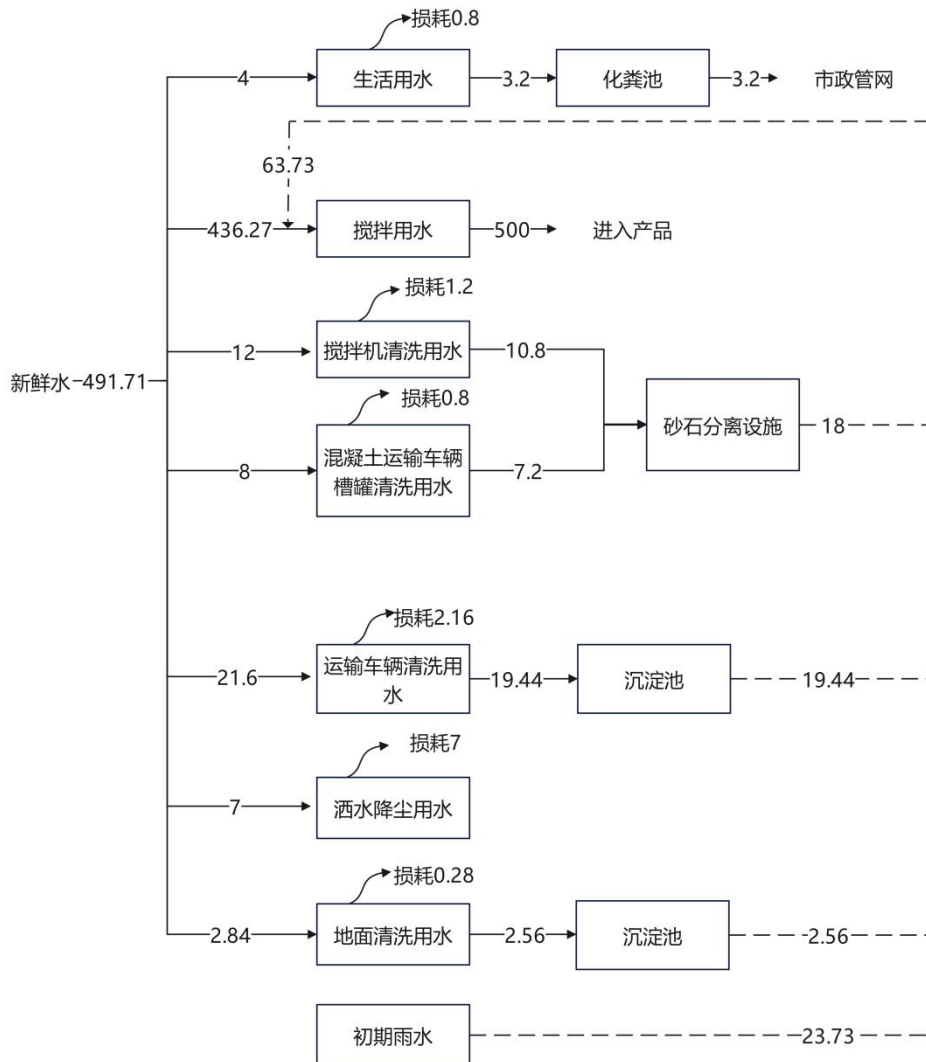 损耗0.8
4
生活用水
3.2
化粪池
3.2
市政管网
63.73
436.27
搅拌用水
500
进入产品
损耗1.2
12
搅拌机清洗用水
10.8
新鲜水
491.71
损耗0.8
砂石分离设施
18
8
混凝土运输车辆
槽罐清洗用水
7.2
损耗2.16
21.6
运输车辆清洗用
水
19.44
沉淀池
19.44
损耗7
7
洒水降尘用水
损耗0.28
2.84
地面清洗用水
2.56
沉淀池
2.56
初期雨水
23.73